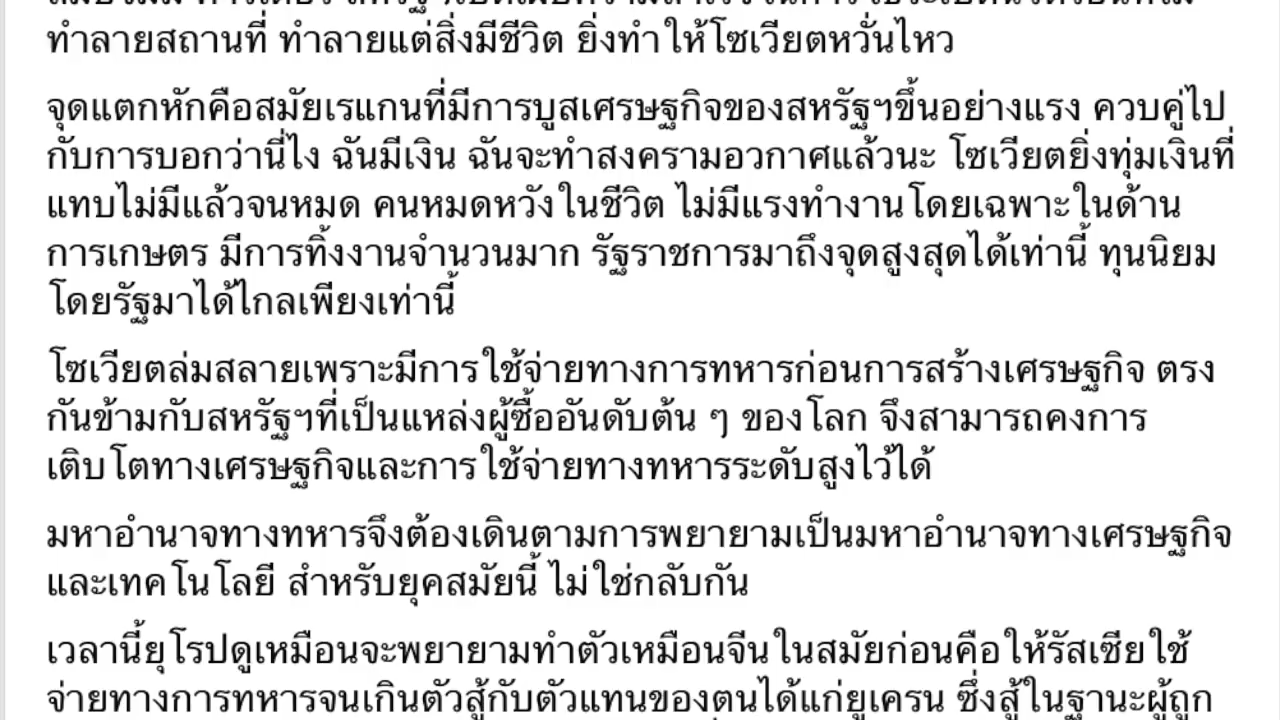 ทำลายสถานที่ ทำลายแต่สิ่งมีชีวิต ยิ่งทำให้โซเวียตหวั่นไหว
จุดแตกหักคือสมัยเรแกนที่มีการบูสเศรษฐกิจของสหรัฐฯขึ้นอย่างแรง ควบคู่ไป
กับการบอกว่านี่ไง ฉันมีเงิน ฉันจะทำสงครามอวกาศแล้วนะ โซเวียตยิ่งทุ่มเงินที่
แทบไม่มีแล้วจนหมด คนหมดหวังในชีวิต ไม่มีแรงทำงานโดยเฉพาะในด้าน
การเกษตร มีการทิ้งงานจำนวนมาก รัฐราชการมาถึงจุดสูงสุดได้เท่านี้ ทุนนิยม
โดยรัฐมาได้ไกลเพียงเท่านี้
โซเวียตล่มสลายเพราะมีการใช้จ่ายทางการทหารก่อนการสร้างเศรษฐกิจ ตรง
กันข้ามกับสหรัฐฯที่เป็นแหล่งผู้ซื้ออันดับต้น ๆ ของโลก จึงสามารถคงการ
เติบโตทางเศรษฐกิจและการใช้จ่ายทางทหารระดับสูงไว้ได้
มหาอำนาจทางทหารจึงต้องเดินตามการพยายามเป็นมหาอำนาจทางเศรษฐกิจ
และเทคโนโลยี สำหรับยุคสมัยนี้ ไม่ใช่กลับกัน
เวลานี้ยุโรปดูเหมือนจะพยายามทำตัวเหมือนจีนในสมัยก่อนคือให้รัสเซียใช้
จ่ายทางการทหารจนเกินตัวสู้กับตัวแทนของตนได้แก่ยูเครน ซึ่งสู้ในฐานะผู้ถูก